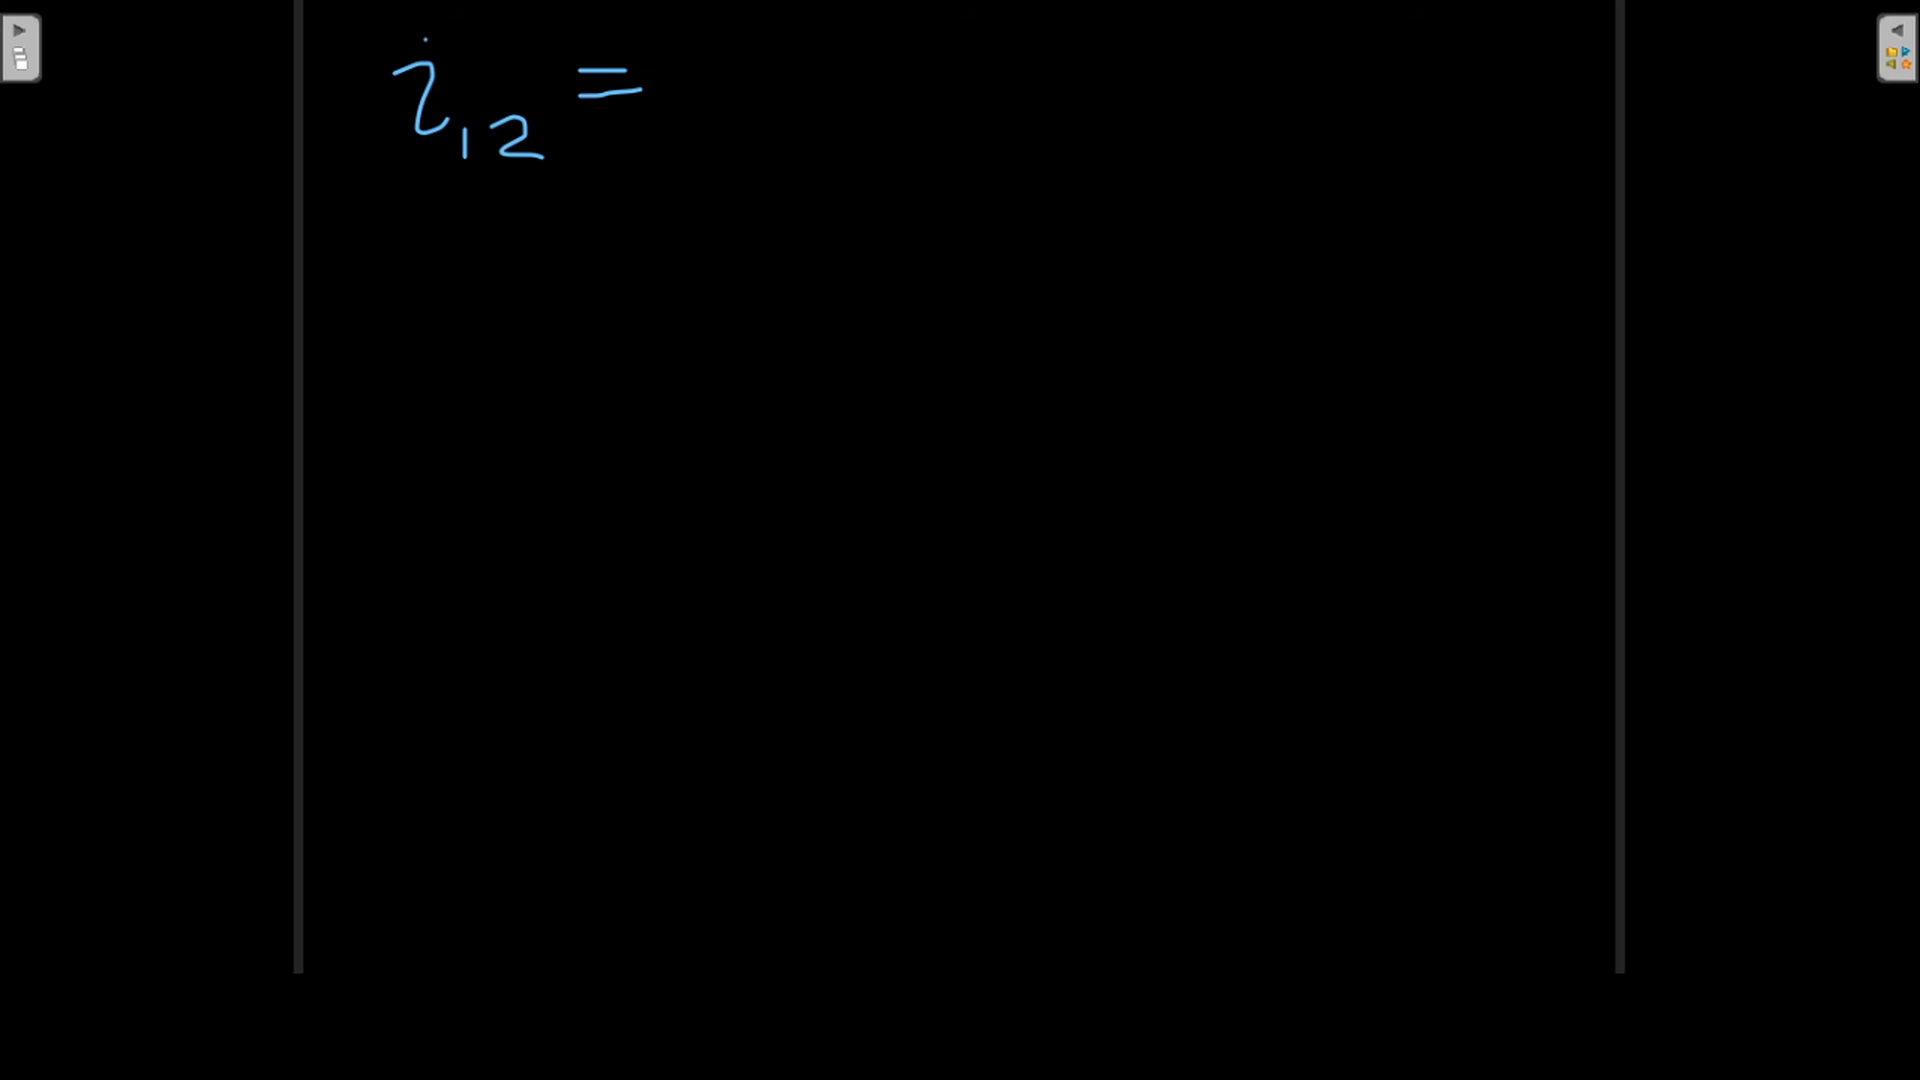 i₁₂ =